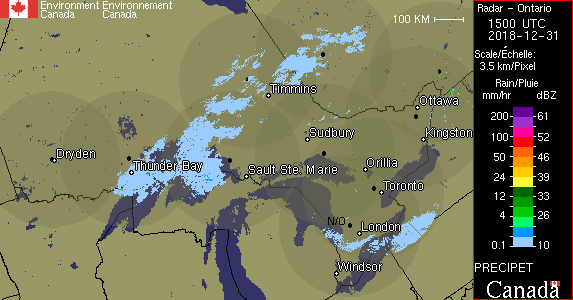 Environment Environnement
Canada Canada
100 KM
Timmins
Ottawa
Sudbury
Kingston
Dryden
Thunder Bay
Sault Ste. Marie
Orillia
Toronto
N/O
London
Windsor
Radar - Ontario
1500 UTC
2018-12-31
Scale/Échelle:
3.5 km/Pixel
Rain/Pluie
mm/hr dBZ
200 61
100 52
50 46
24 39
12 33
4 26
0.1 10
PRECIPET
Canada